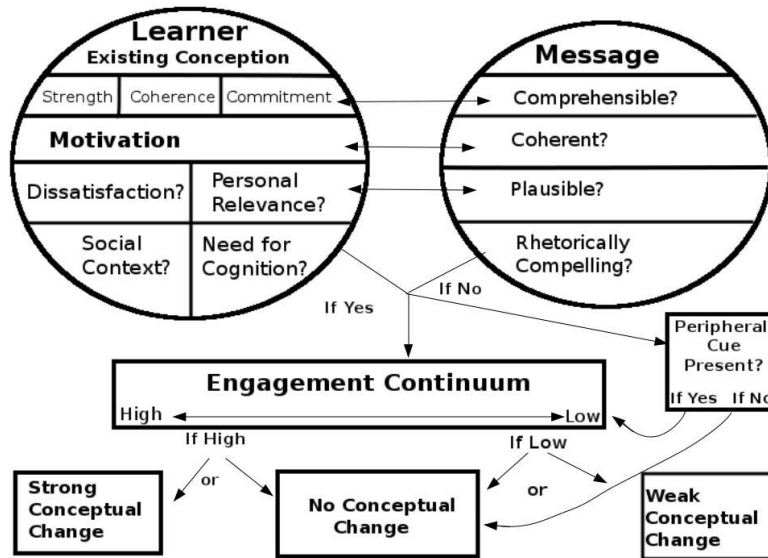 Learner
Existing Conception
Strength Coherence Commitment
Motivation
Dissatisfaction?
Personal
Relevance?
Social
Context?
Need for
Cognition?
Message
Comprehensible?
Coherent?
Plausible?
Rhetorically
Compelling?
If Yes
If No
Peripheral
Cue
Present?
If Yes If No
Engagement Continuum
High Low
If High
If Low
or
or
Strong
Conceptual
Change
No Conceptual
Change
Weak
Conceptual
Change